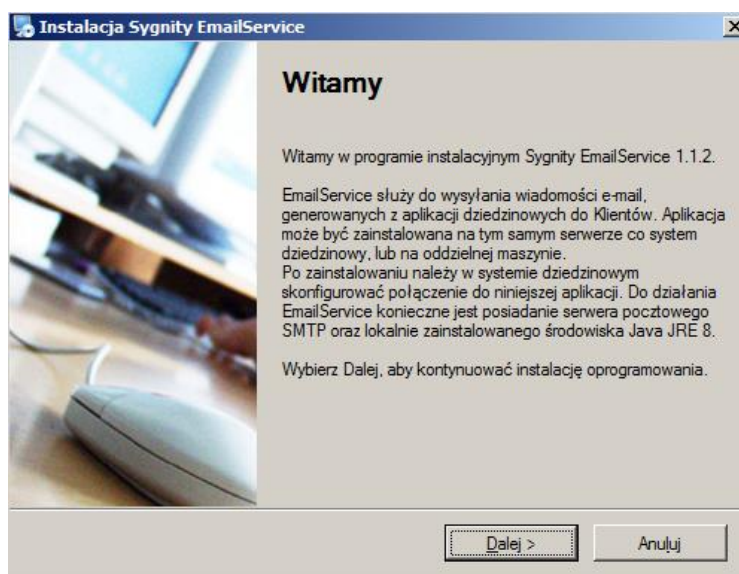 Instalacja Sygnity EmailService
Witamy
Witamy w programie instalacyjnym Sygnity EmailService 1.1.2.
EmailService służy do wysyłania wiadomości e-mail,
generowanych z aplikacji dziedzinowych do Klientów. Aplikacja
może być zainstalowana na tym samym serwerze co system
dziedzinowy, lub na oddzielnej maszynie.
Po zainstalowaniu należy w systemie dziedzinowym
skonfigurować połączenie do niniejszej aplikacji. Do działania
EmailService konieczne jest posiadanie serwera pocztowego
SMTP oraz lokalnie zainstalowanego środowiska Java JRE 8.
Wybierz Dalej, aby kontynuować instalację oprogramowania.
Dalej > Anuluj